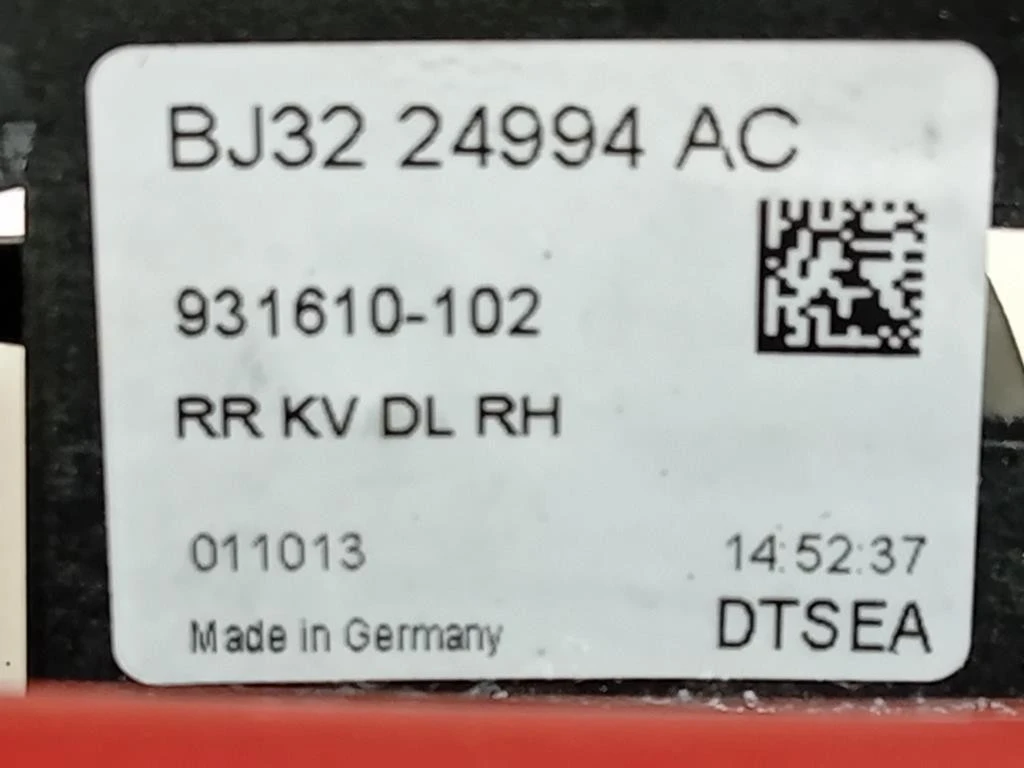 BJ32 24994 AC
931610-102
RR KV DL RH
011013 14:52:37
Made in Germany DTSEA